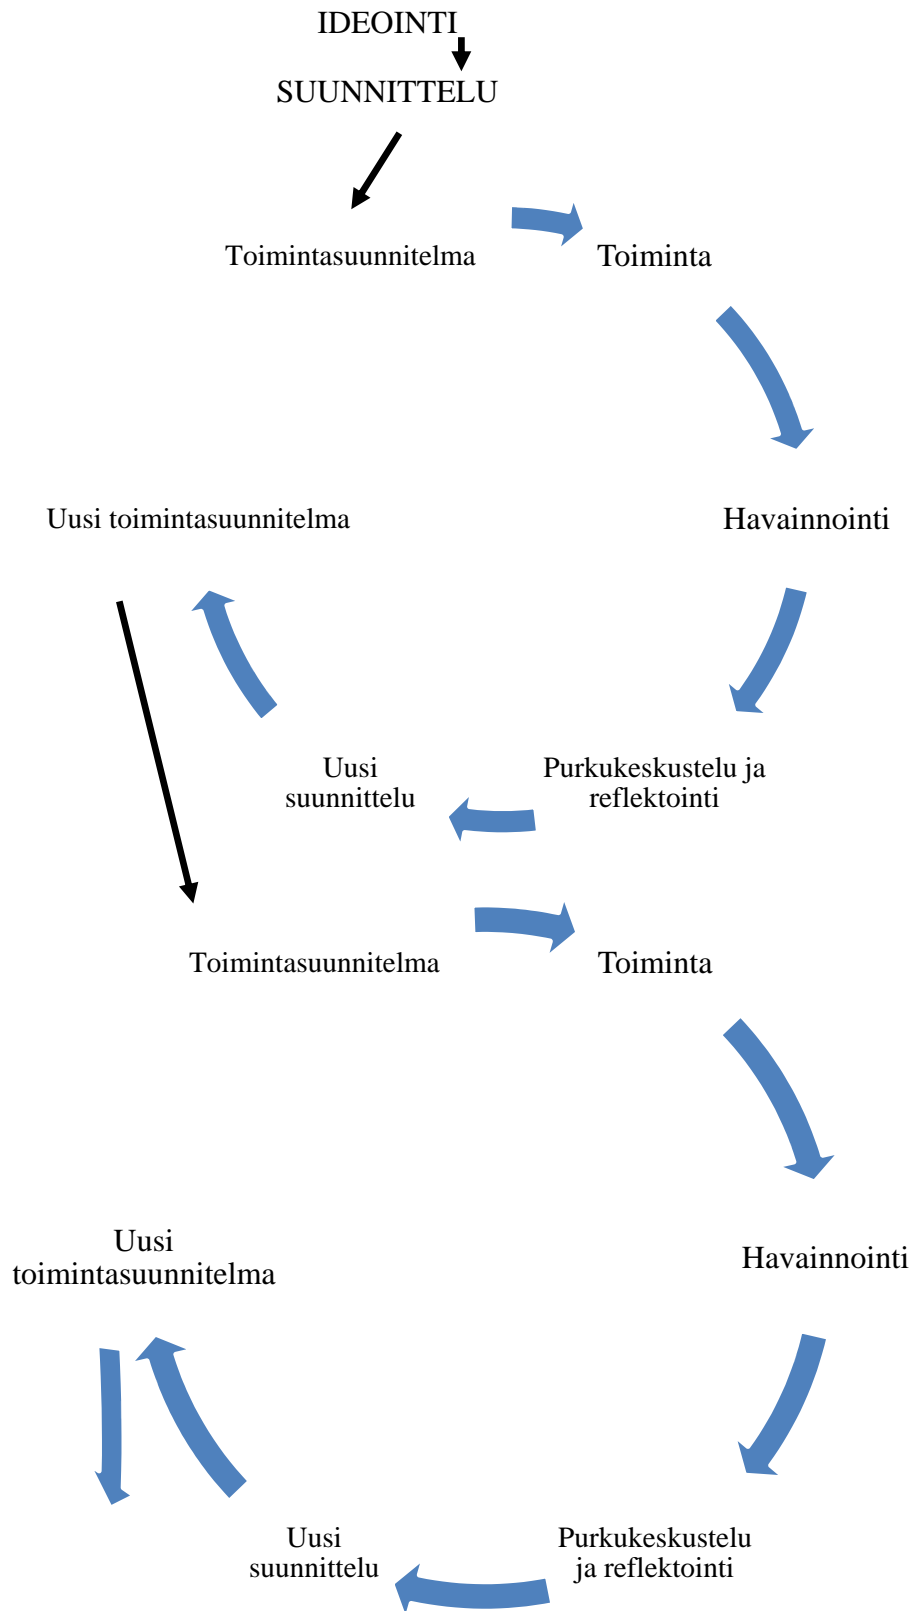 IDEOINTI
SUUNNITTELU
Toimintasuunnitelma
Toiminta
Uusi toimintasuunnitelma
Havainnointi
Uusi
suunnittelu
Purkukeskustelu ja
reflektointi
Toimintasuunnitelma
Toiminta
Uusi
toimintasuunnitelma
Havainnointi
Uusi
suunnittelu
Purkukeskustelu
ja reflektointi